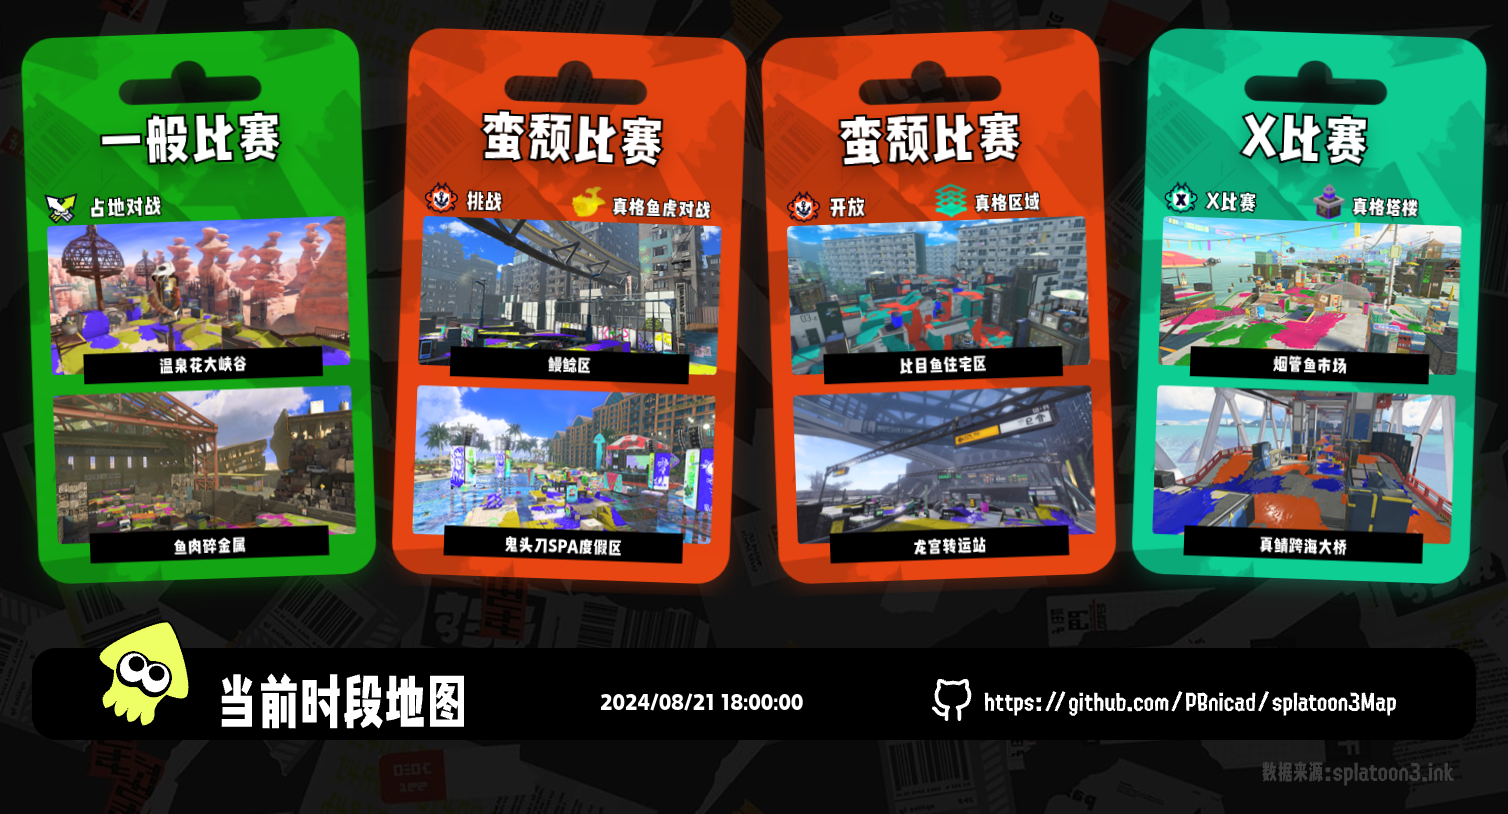 一般比赛
占地对战
温泉花大峡谷
鱼肉碎金属
蛮颓比赛
挑战
真格鱼虎对战
鳗鲶区
鬼头刀SPA度假区
蛮颓比赛
开放
真格区域
比目鱼住宅区
龙宫转运站
X比赛
X比赛
真格塔楼
烟管鱼市场
真鲭跨海大桥
当前时段地图
2024/08/21 18:00:00
https://github.com/PBnicad/splatoon3Map
数据来源:splatoon3.ink